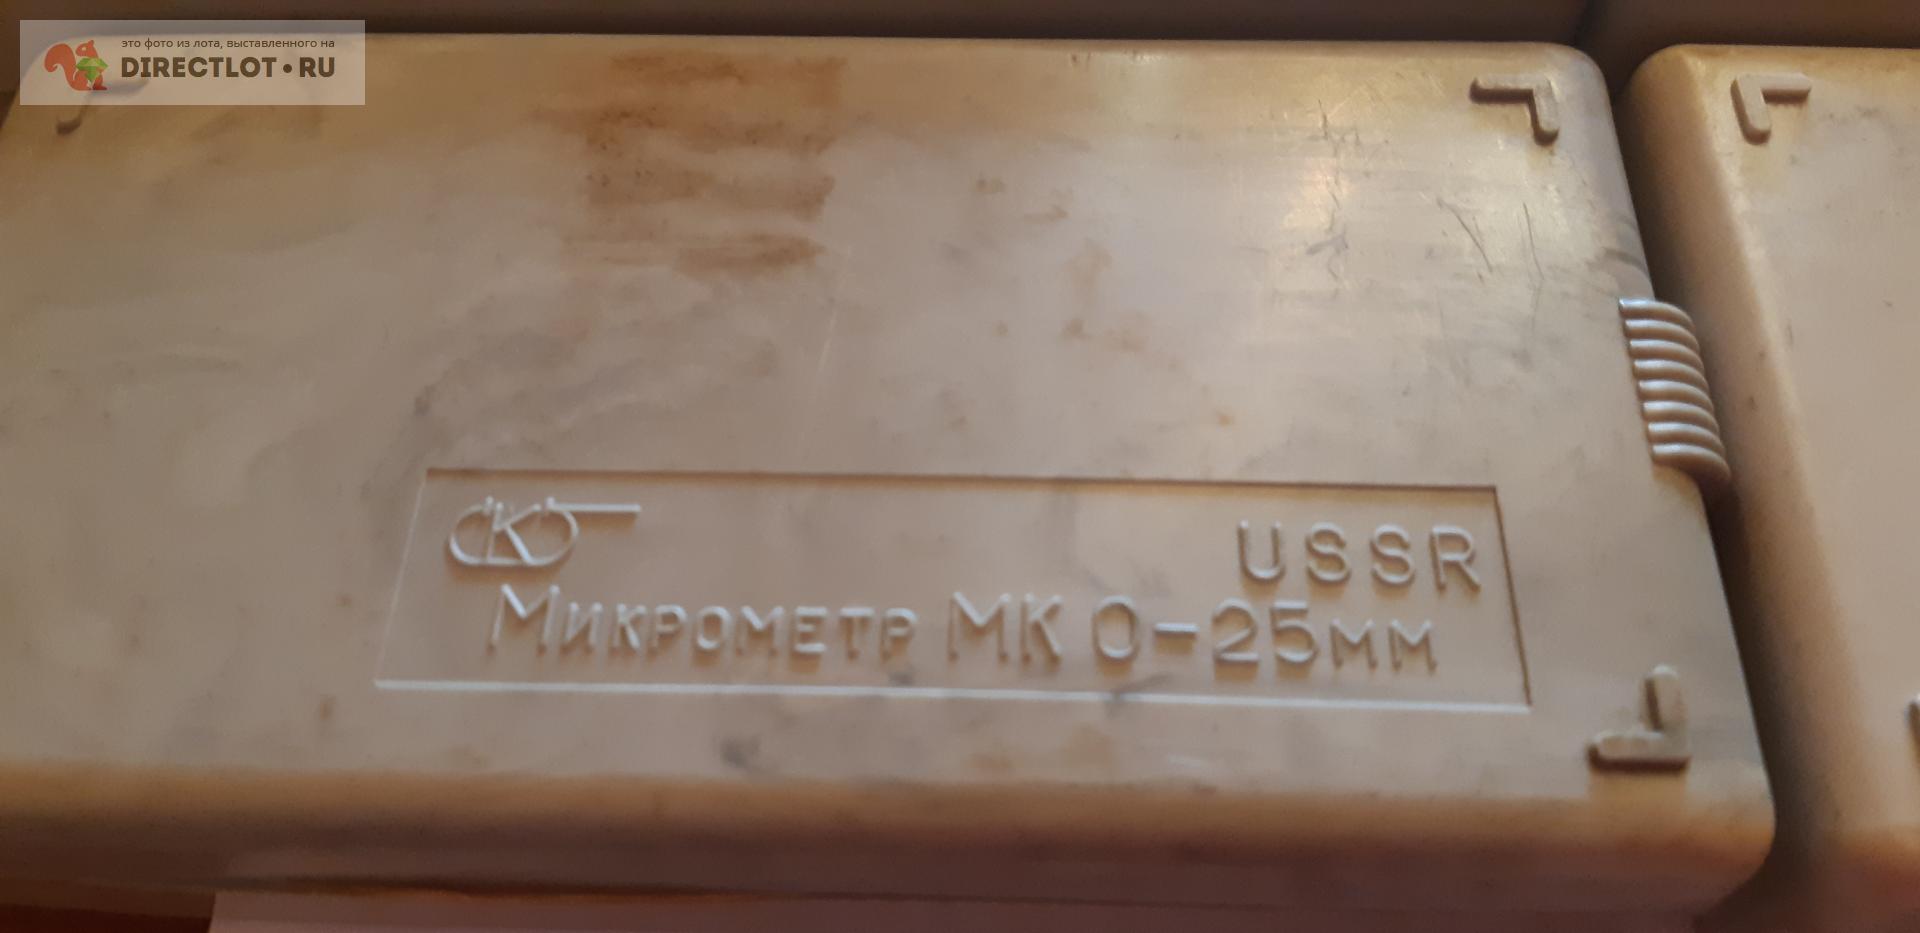 это фото из лота, выставленного на
DIRECTLOT•RU
USSR
Микрометр МК 0-25мм